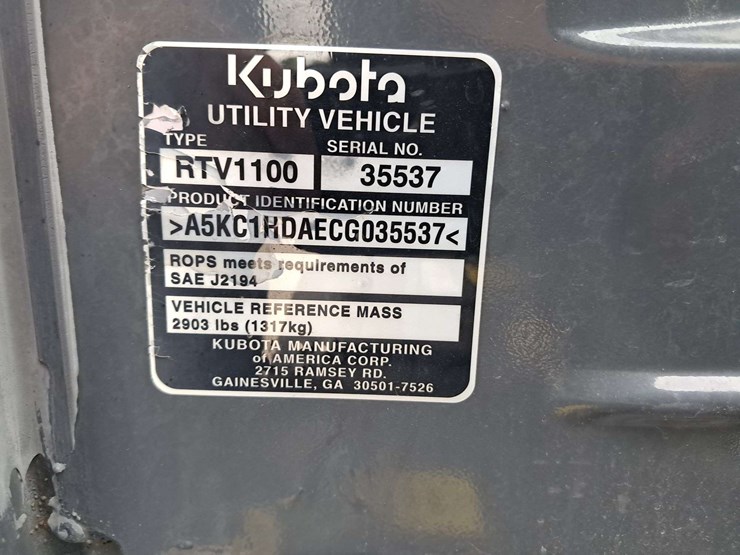 Kubota
UTILITY VEHICLE
TYPE SERIAL NO.
RTV1100 35537
PRODUCT IDENTIFICATION NUMBER
>A5KC1HDAECG035537<
ROPS meets requirements of
SAE J2194
VEHICLE REFERENCE MASS
2903 lbs (1317kg)
KUBOTA MANUFACTURING
of AMERICA CORP.
2715 RAMSEY RD.
GAINESVILLE, GA 30501-7526